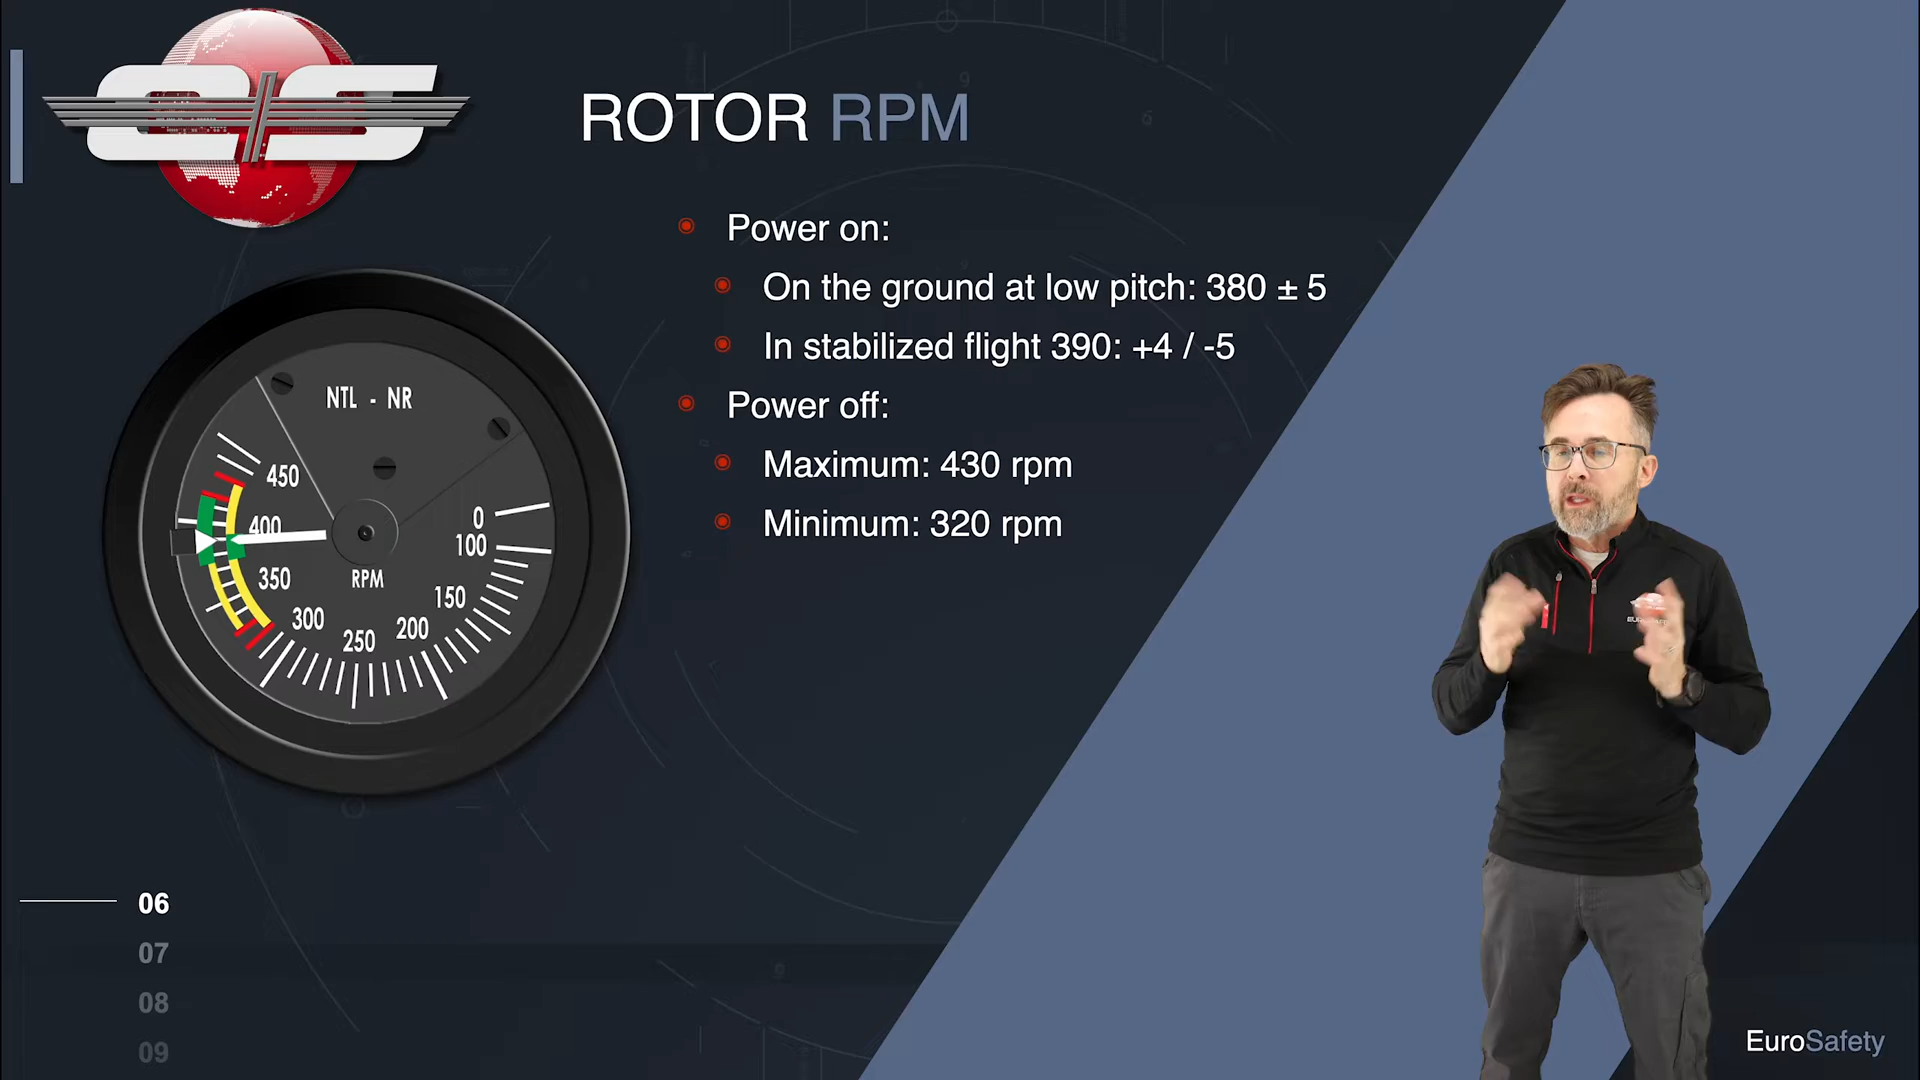 ROTOR RPM
Power on:
On the ground at low pitch: 380 ± 5
In stabilized flight 390: +4 / -5
Power off:
Maximum: 430 rpm
Minimum: 320 rpm
NTL - NR
450
400
350
300
250
200
150
100
0
RPM
06
07
08
09
EuroSafety